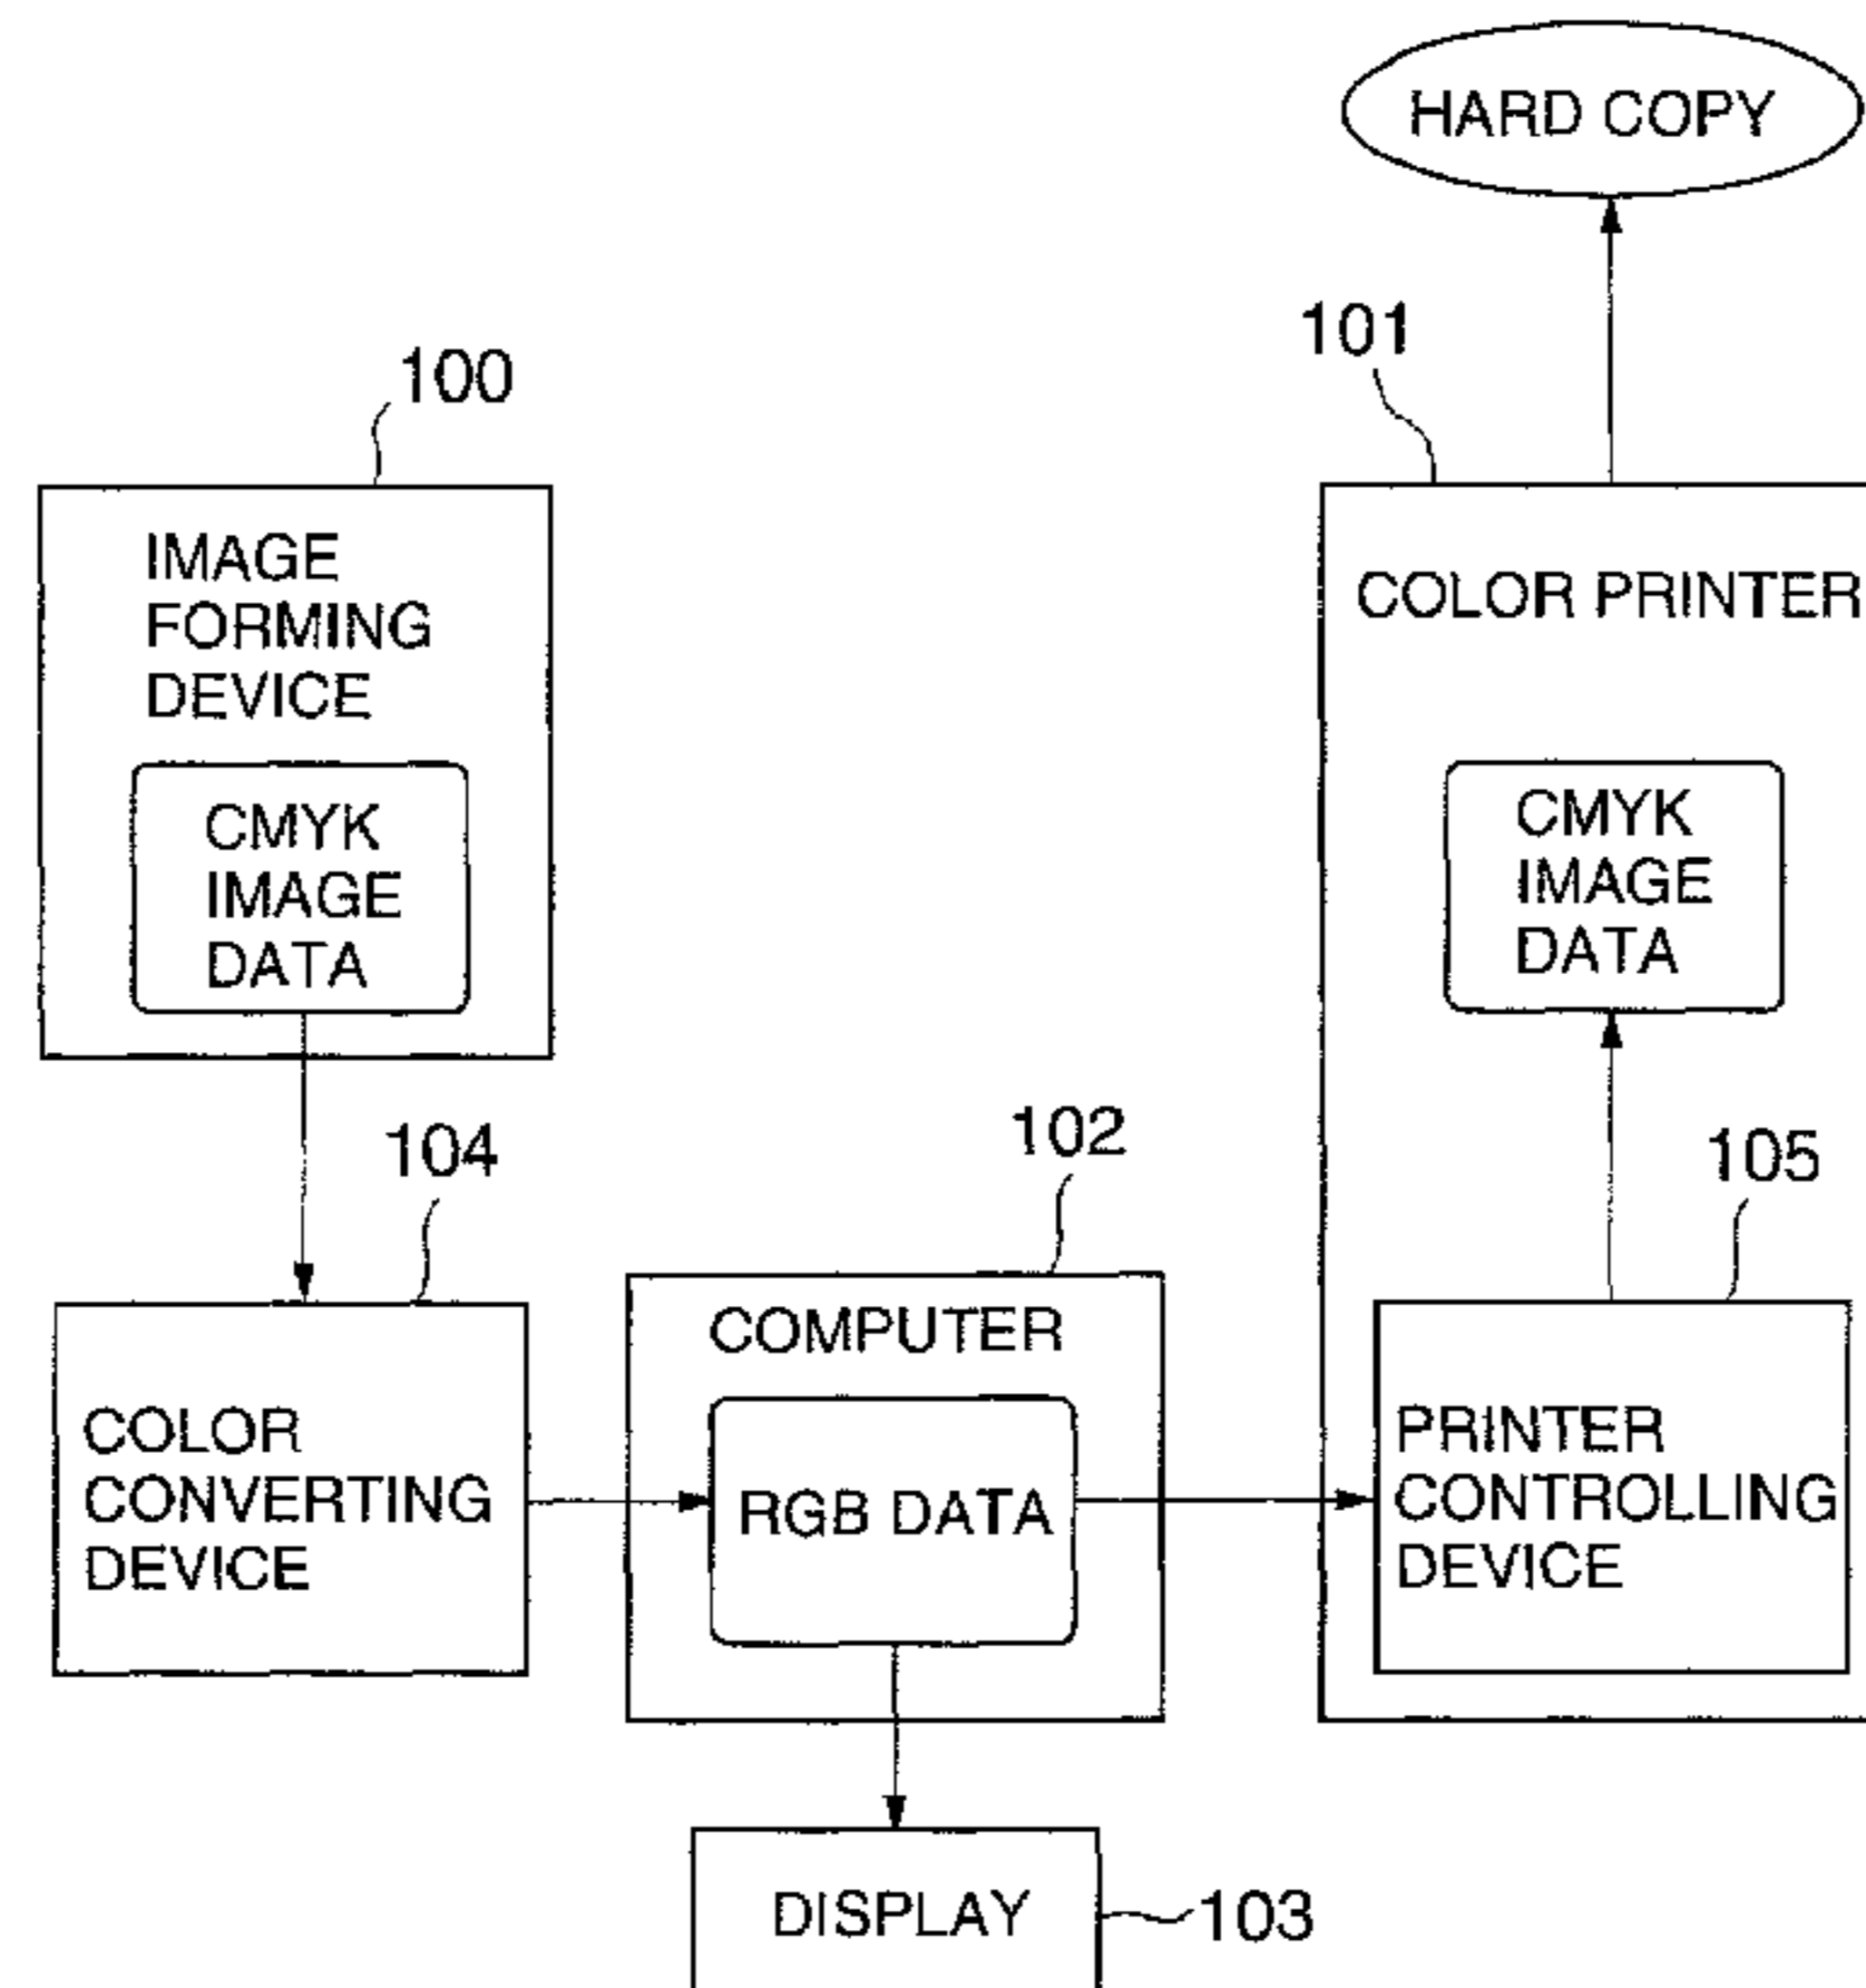 HARD COPY
101
100
IMAGE
FORMING
DEVICE
CMYK
IMAGE
DATA
COLOR PRINTER
CMYK
IMAGE
DATA
104
102
105
COLOR
CONVERTING
DEVICE
COMPUTER
RGB DATA
PRINTER
CONTROLLING
DEVICE
DISPLAY
103